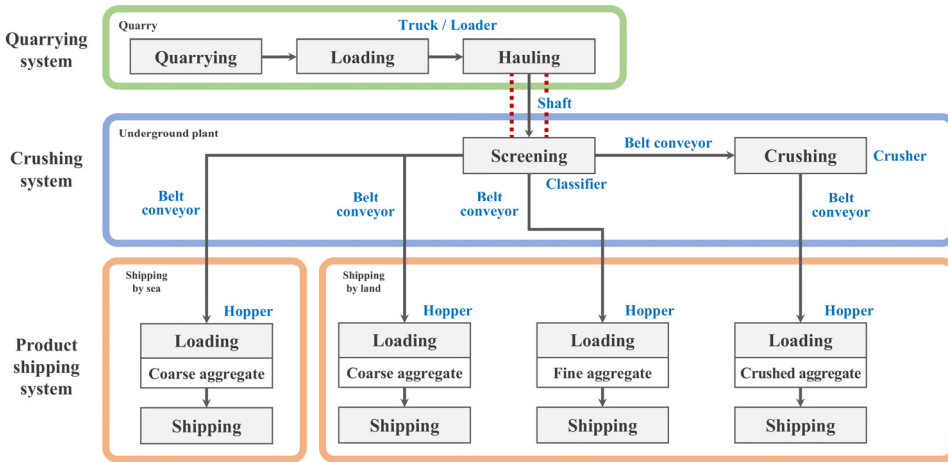 Quarrying
system
Quarry
Truck / Loader
Quarrying
Loading
Hauling
Shaft
Crushing
system
Underground plant
Screening
Belt conveyor
Crushing
Crusher
Classifier
Belt
conveyor
Belt
conveyor
Belt
conveyor
Belt
conveyor
Product
shipping
system
Shipping
by sea
Hopper
Loading
Coarse aggregate
Shipping
Shipping
by land
Hopper
Loading
Coarse aggregate
Shipping
Hopper
Loading
Fine aggregate
Shipping
Hopper
Loading
Crushed aggregate
Shipping